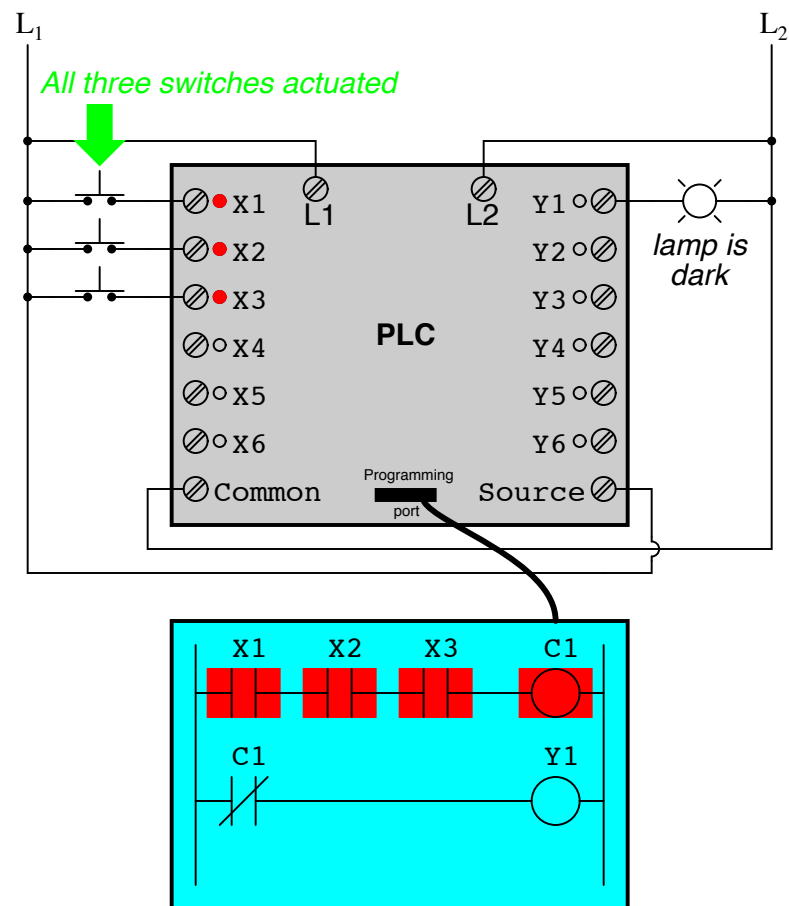 L1 L2
All three switches actuated
X1 L1 L2 Y1
X2 Y2
lamp is
dark
X3 Y3
PLC
X4 Y4
X5 Y5
X6 Y6
Programming
port
Common Source
X1 X2 X3 C1
C1 Y1